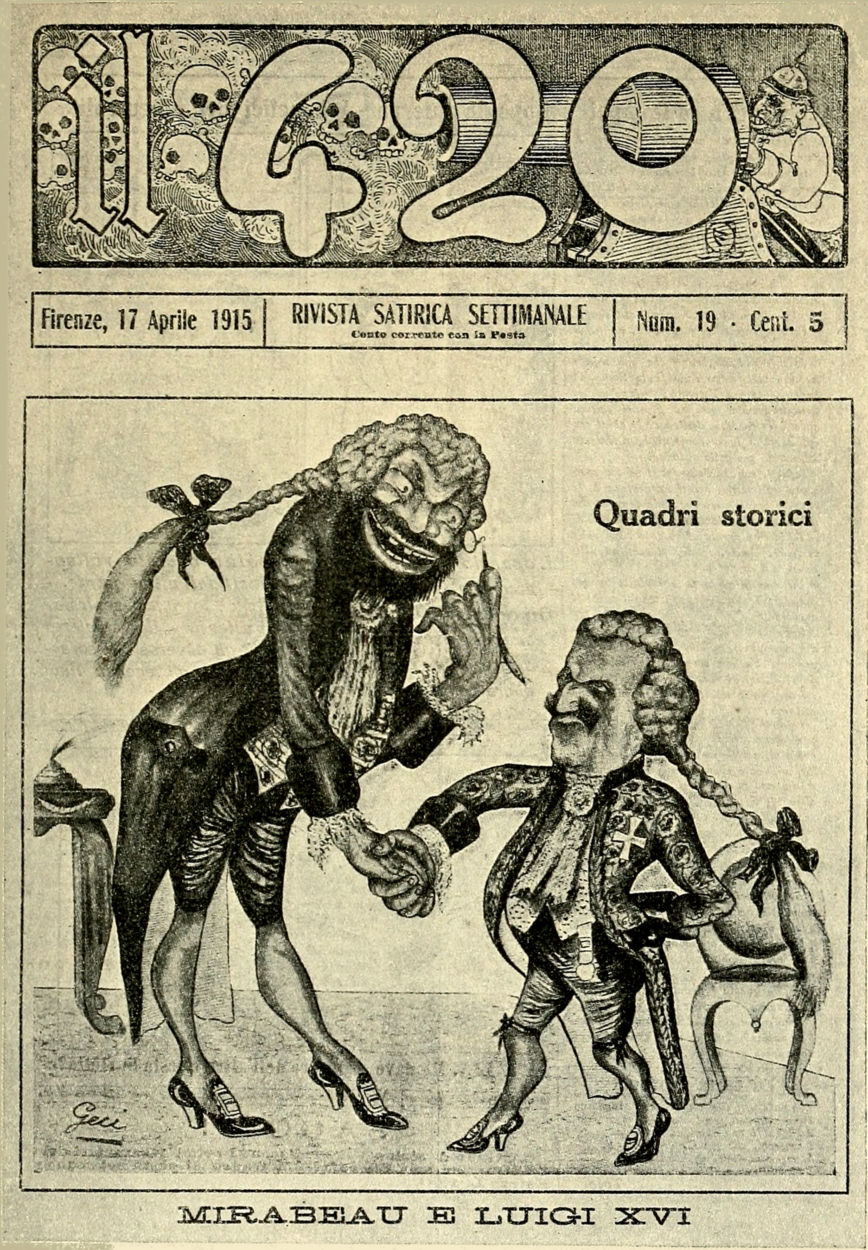 il 420
Firenze, 17 Aprile 1915
RIVISTA SATIRICA SETTIMANALE
Conto corrente con la Posta
Num. 19 · Cent. 5
Quadri storici
Geri
MIRABEAU E LUIGI XVI